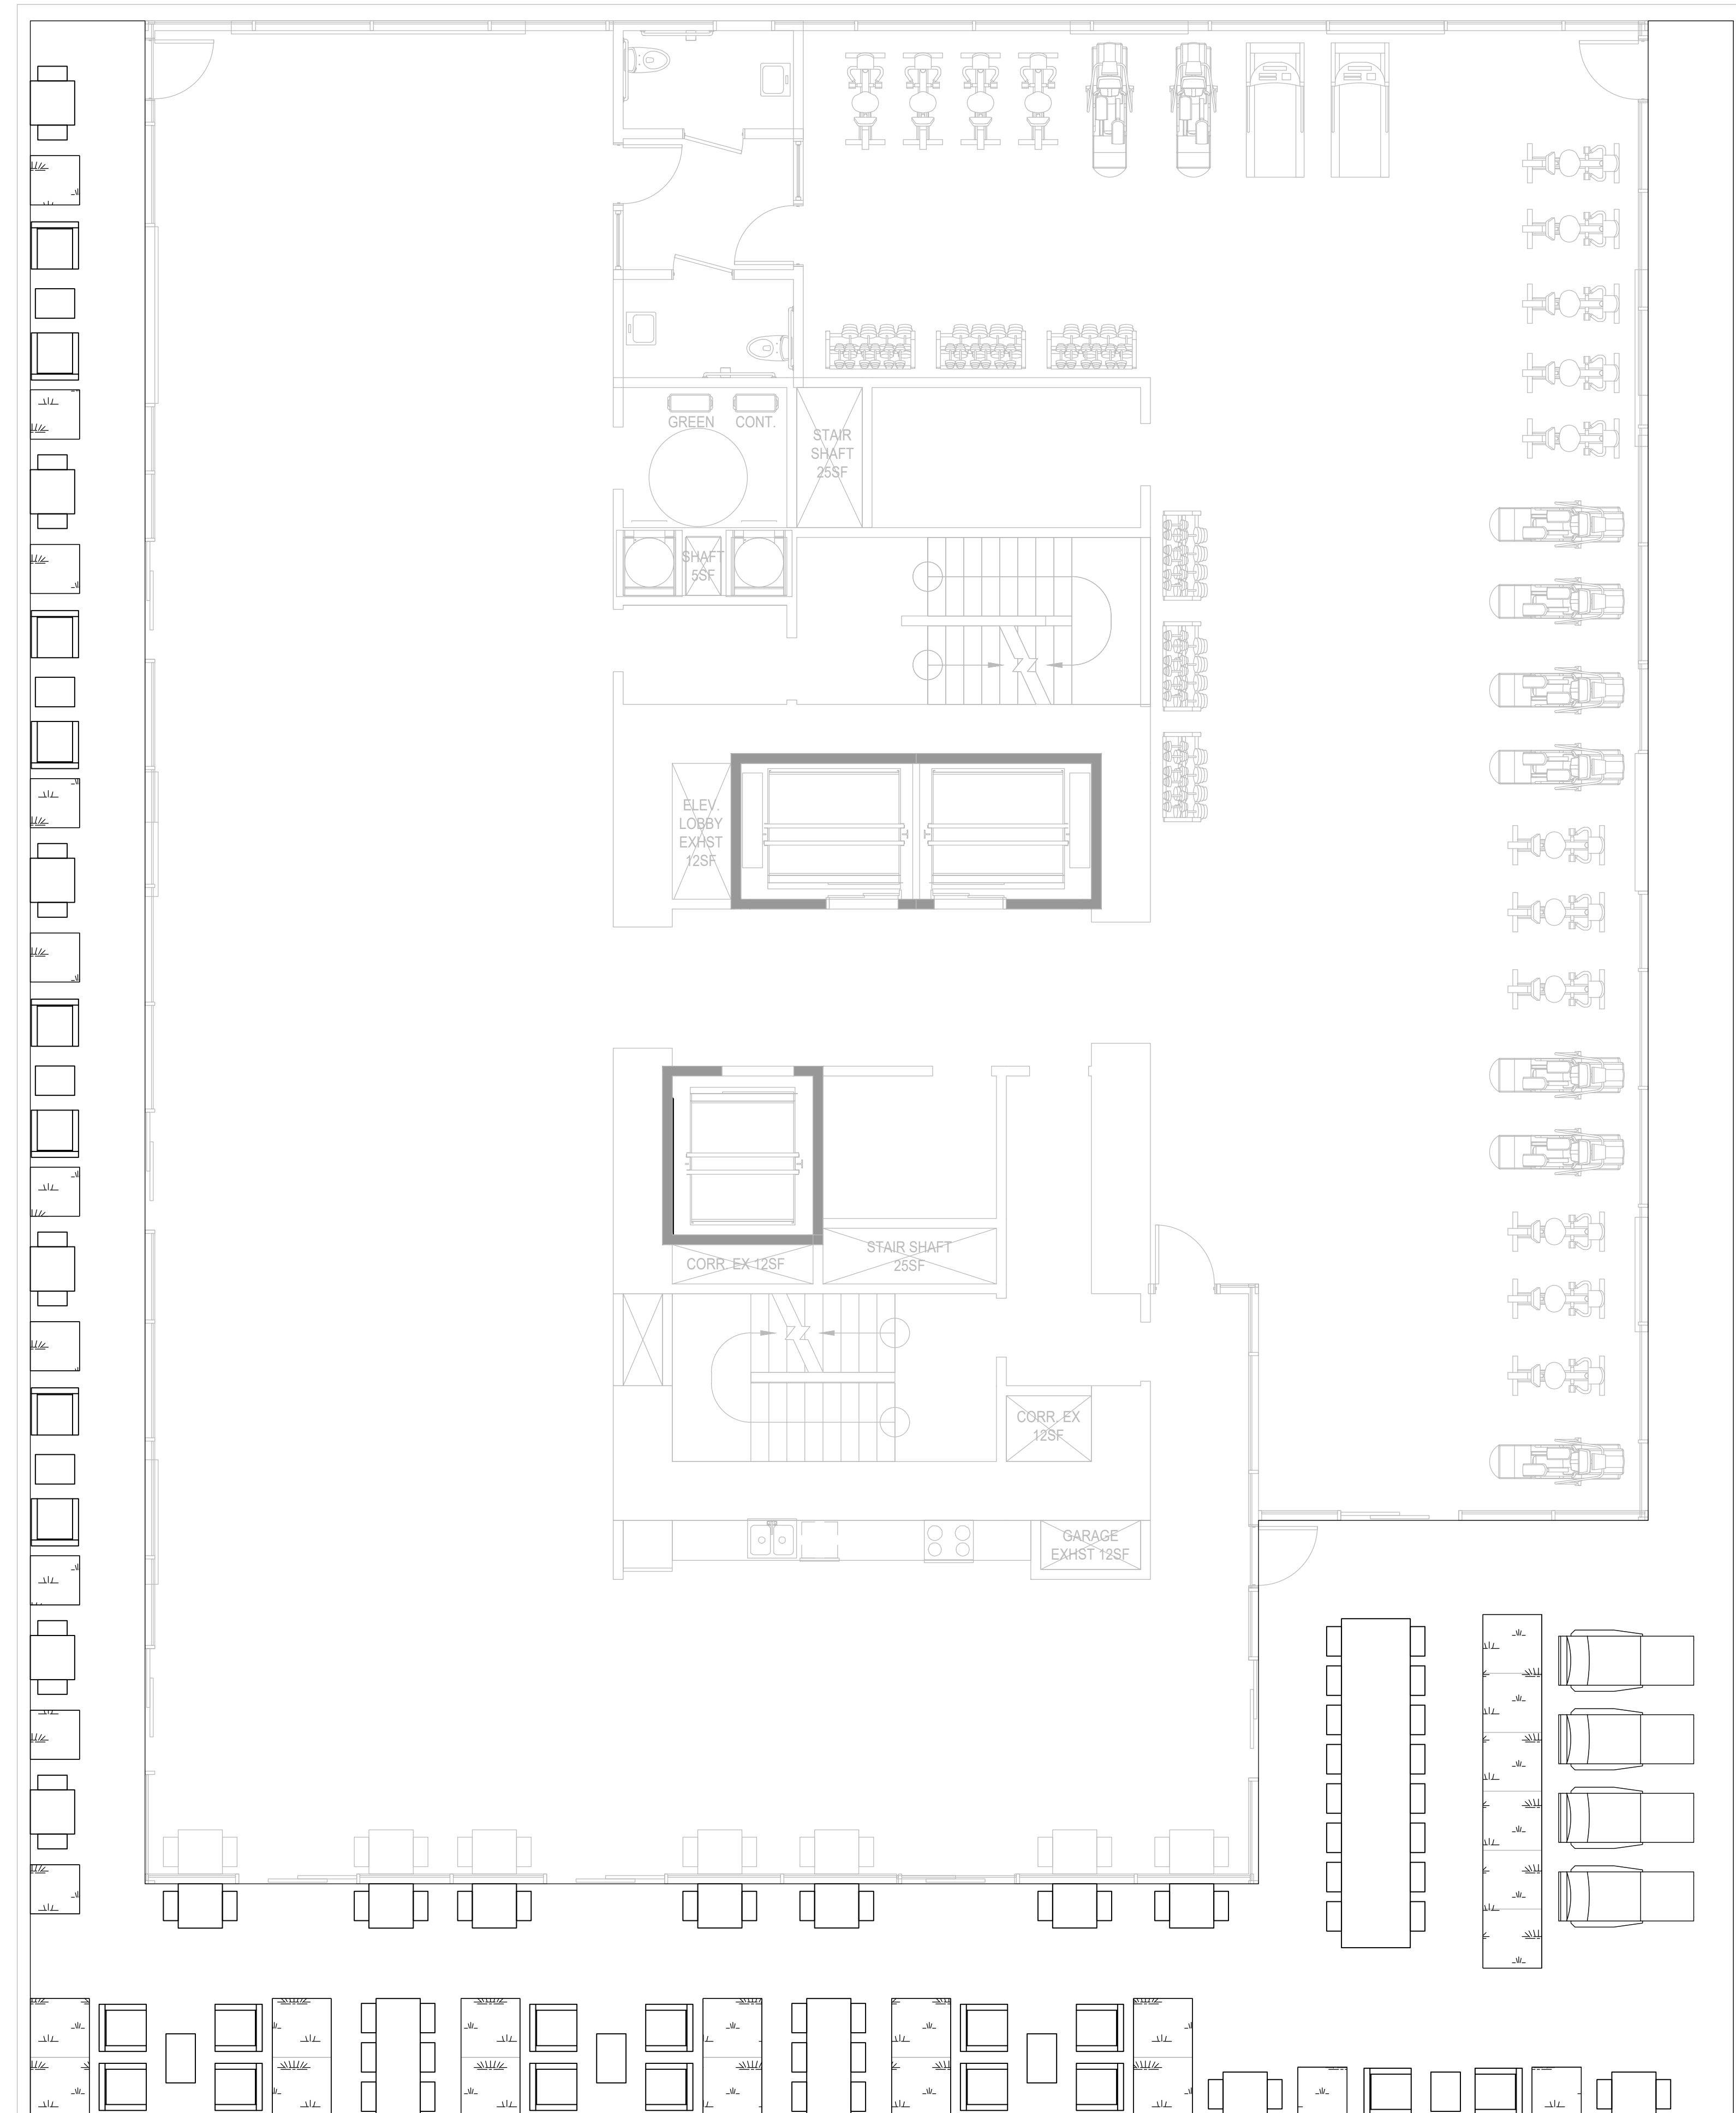 GREEN
CONT.
STAIR
SHAFT
25SF
SHAFT
5SF
ELEV.
LOBBY
EXHST
12SF
CORR. EX 12SF
STAIR SHAFT
25SF
CORR. EX
12SF
GARAGE
EXHST 12SF